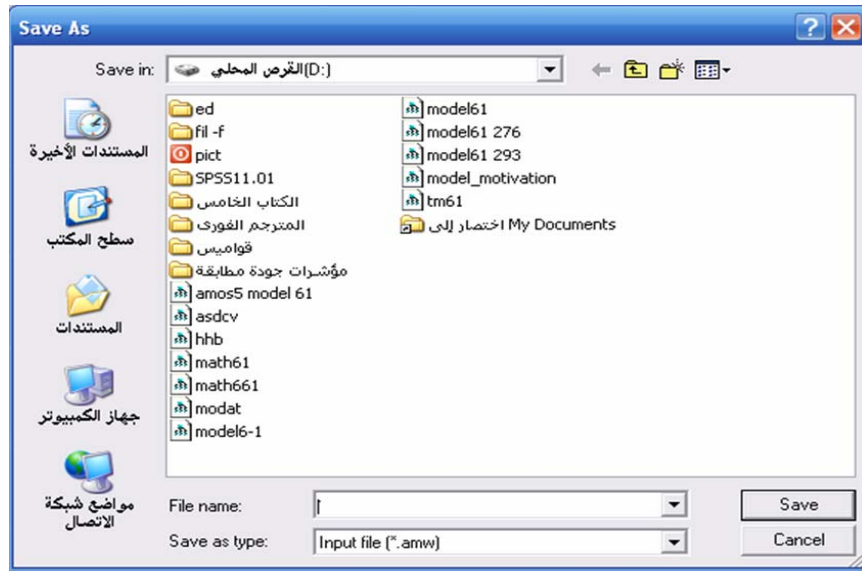 Save As
Save in:
القرص المحلي (D:)
المستندات الأخيرة
سطح المكتب
المستندات
جهاز الكمبيوتر
مواضع شبكة
الاتصال
ed
fil -f
pict
SPSS11.01
الكتاب الخامس
المترجم الفورى
قواميس
مؤشرات جودة مطابقة
amos5 model 61
asdcv
hhb
math61
math661
modat
model6-1
model61
model61 276
model61 293
model_motivation
tm61
اختصار إلى My Documents
File name:
Save
Save as type:
Input file (*.amw)
Cancel